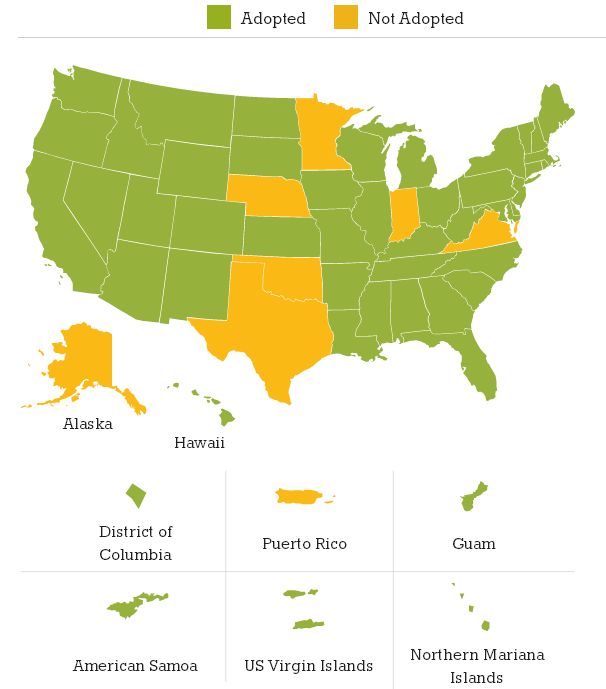 Adopted
Not Adopted
Alaska
Hawaii
District of
Columbia
Puerto Rico
Guam
American Samoa
US Virgin Islands
Northern Mariana
Islands